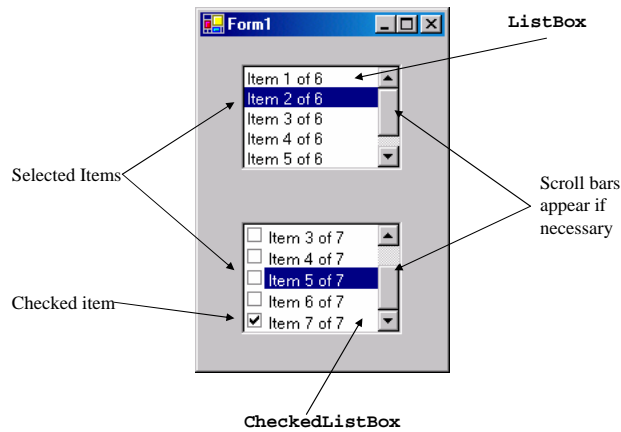 Form1
ListBox
Item 1 of 6
Item 2 of 6
Item 3 of 6
Item 4 of 6
Item 5 of 6
Selected Items
Scroll bars
appear if
necessary
Item 3 of 7
Item 4 of 7
Item 5 of 7
Item 6 of 7
Item 7 of 7
Checked item
CheckedListBox